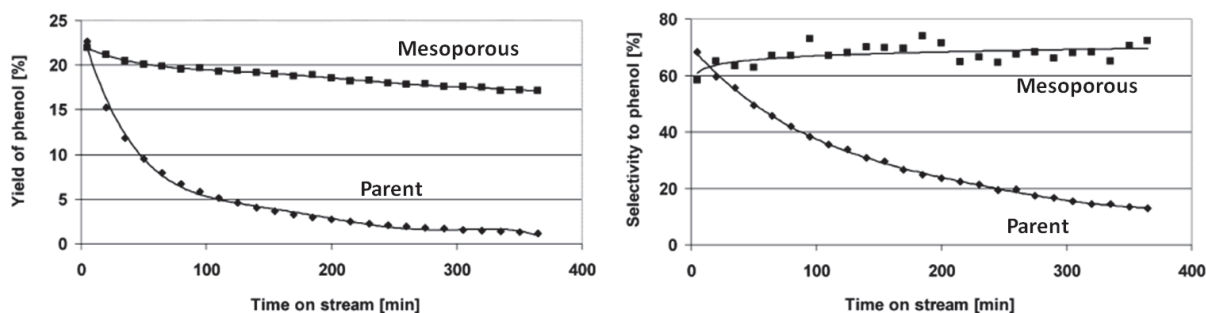 25
20
15
10
5
0
Yield of phenol [%]
Mesoporous
Parent
0 100 200 300 400
Time on stream [min]
80
60
40
20
0
Selectivity to phenol [%]
Mesoporous
Parent
0 100 200 300 400
Time on stream [min]